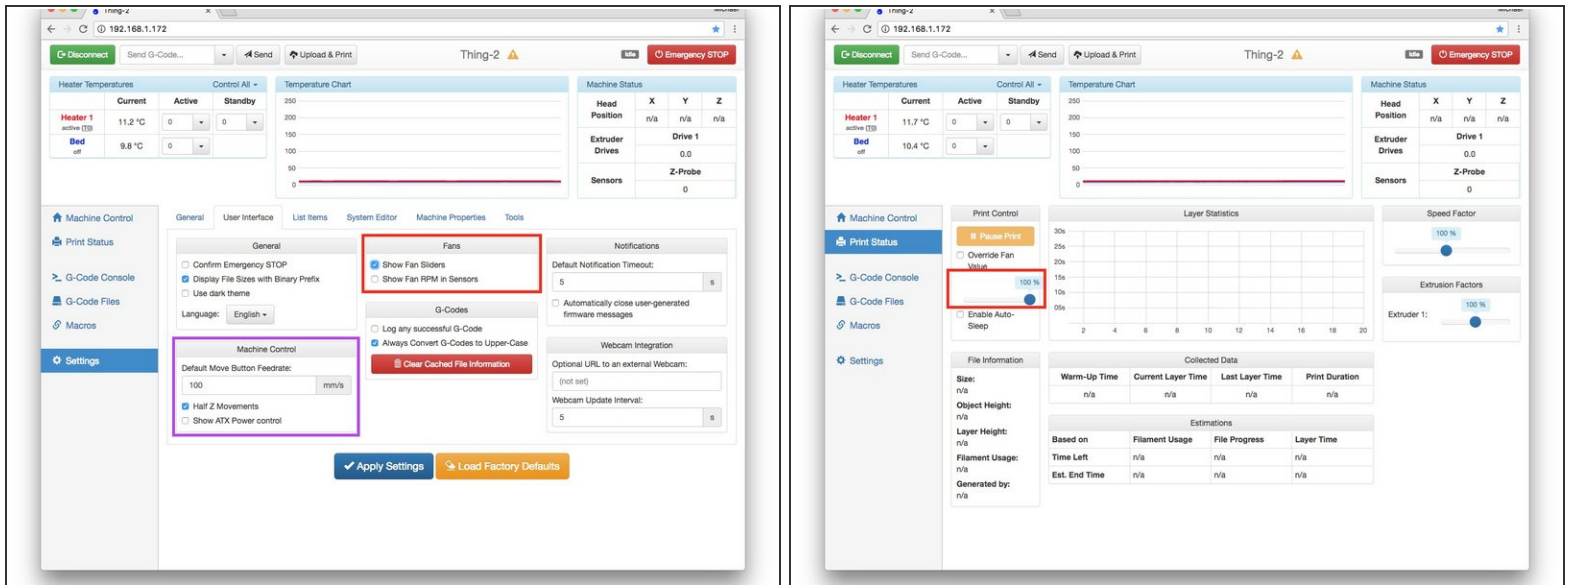 Thing-2
192.168.1.172
Disconnect Send G-Code... Send Upload & Print Thing-2 Idle Emergency STOP
Heater Temperatures Control All
Current Active Standby
Heater 1 11.2 °C 0 0
active (T0)
Bed 9.8 °C 0
off
Temperature Chart
250
200
150
100
50
0
Machine Status
Head Position X Y Z
n/a n/a n/a
Extruder Drives Drive 1
0.0
Sensors Z-Probe
0
Machine Control
Print Status
G-Code Console
G-Code Files
Macros
Settings
General User Interface List Items System Editor Machine Properties Tools
General
Confirm Emergency STOP
Display File Sizes with Binary Prefix
Use dark theme
Language: English
Machine Control
Default Move Button Feedrate:
100 mm/s
Half Z Movements
Show ATX Power control
Fans
Show Fan Sliders
Show Fan RPM in Sensors
G-Codes
Log any successful G-Code
Always Convert G-Codes to Upper-Case
Clear Cached File Information
Notifications
Default Notification Timeout:
5 s
Automatically close user-generated
firmware messages
Webcam Integration
Optional URL to an external Webcam:
(not set)
Webcam Update Interval:
5 s
Apply Settings Load Factory Defaults
Thing-2
192.168.1.172
Disconnect Send G-Code... Send Upload & Print Thing-2 Idle Emergency STOP
Heater Temperatures Control All
Current Active Standby
Heater 1 11.7 °C 0 0
active (T0)
Bed 10.4 °C 0
off
Temperature Chart
250
200
150
100
50
0
Machine Status
Head Position X Y Z
n/a n/a n/a
Extruder Drives Drive 1
0.0
Sensors Z-Probe
0
Machine Control
Print Status
G-Code Console
G-Code Files
Macros
Settings
Print Control
Pause Print
Override Fan
Value
100 %
Enable Auto-
Sleep
Layer Statistics
30s
25s
20s
15s
10s
05s
2 4 6 8 10 12 14 16 18 20
Speed Factor
100 %
Extrusion Factors
100 %
Extruder 1:
File Information
Size:
n/a
Object Height:
n/a
Layer Height:
n/a
Filament Usage:
n/a
Generated by:
n/a
Collected Data
Warm-Up Time Current Layer Time Last Layer Time Print Duration
n/a n/a n/a n/a
Estimations
Based on Filament Usage File Progress Layer Time
Time Left n/a n/a n/a
Est. End Time n/a n/a n/a